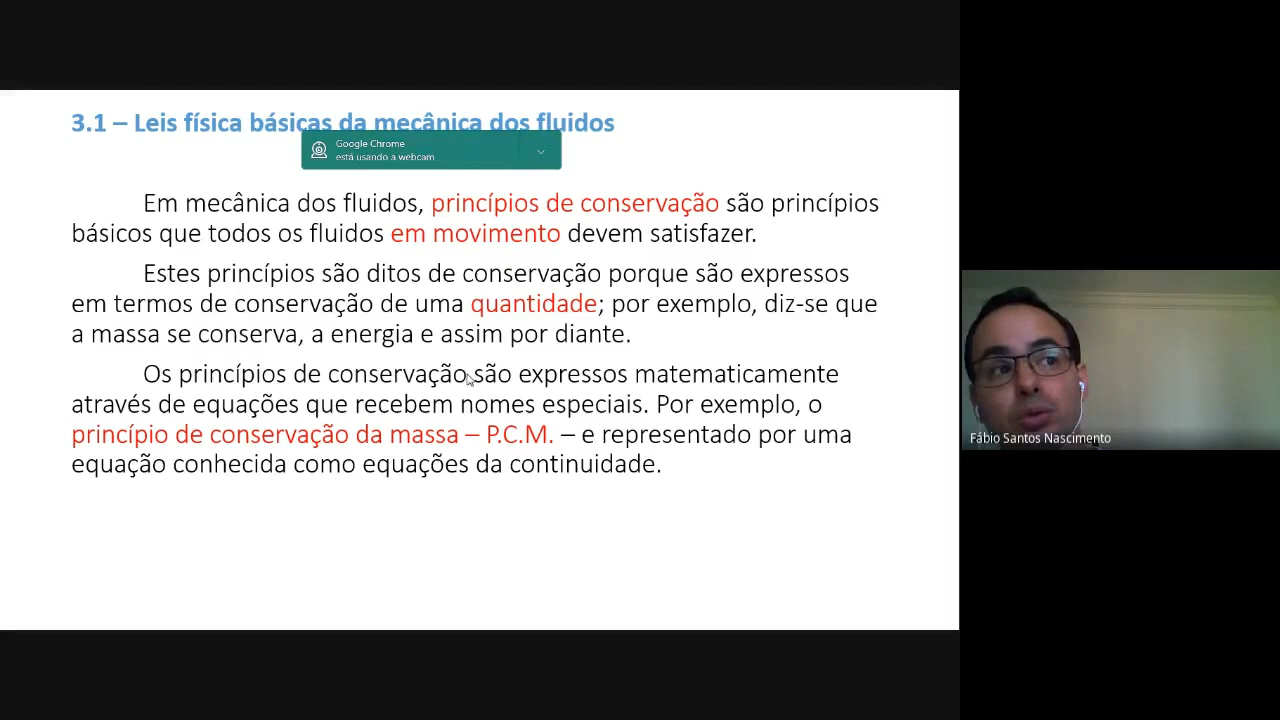 3.1 – Leis física básicas da mecânica dos fluidos
Google Chrome
está usando a webcam
Em mecânica dos fluidos, princípios de conservação são princípios
básicos que todos os fluidos em movimento devem satisfazer.
Estes princípios são ditos de conservação porque são expressos
em termos de conservação de uma quantidade; por exemplo, diz-se que
a massa se conserva, a energia e assim por diante.
Os princípios de conservação são expressos matematicamente
através de equações que recebem nomes especiais. Por exemplo, o
princípio de conservação da massa – P.C.M. – e representado por uma
equação conhecida como equações da continuidade.
Fábio Santos Nascimento